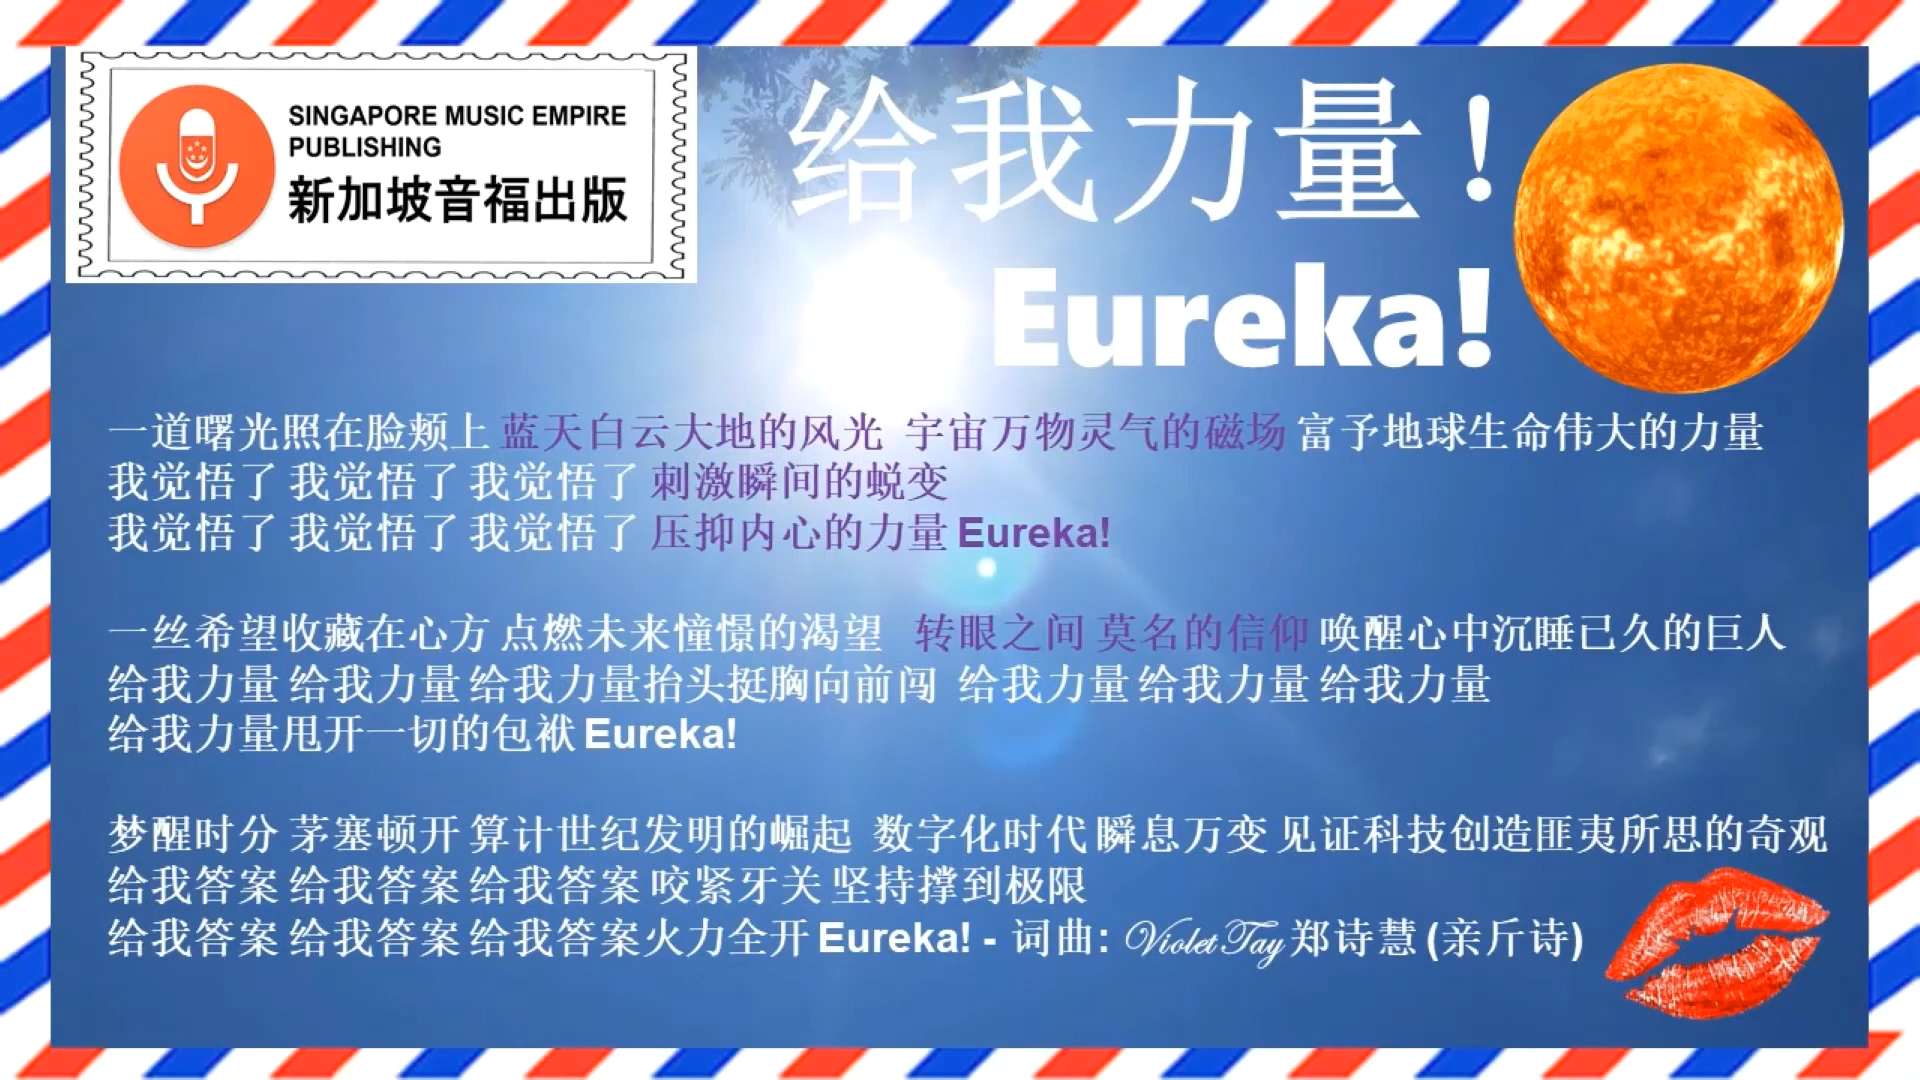 SINGAPORE MUSIC EMPIRE
PUBLISHING
新加坡音福出版
给我力量！
Eureka!
一道曙光照在脸颊上 蓝天白云大地的风光 宇宙万物灵气的磁场 富予地球生命伟大的力量
我觉悟了 我觉悟了 我觉悟了 刺激瞬间的蜕变
我觉悟了 我觉悟了 我觉悟了 压抑内心的力量 Eureka!
一丝希望收藏在心方 点燃未来憧憬的渴望 转眼之间 莫名的信仰 唤醒心中沉睡已久的巨人
给我力量 给我力量 给我力量抬头挺胸向前闯 给我力量 给我力量 给我力量
给我力量甩开一切的包袱 Eureka!
梦醒时分 茅塞顿开 算计世纪发明的崛起 数字化时代 瞬息万变 见证科技创造匪夷所思的奇观
给我答案 给我答案 给我答案 咬紧牙关 坚持撑到极限
给我答案 给我答案 给我答案火力全开 Eureka! - 词曲: Violet Tay 郑诗慧 (亲斤诗)